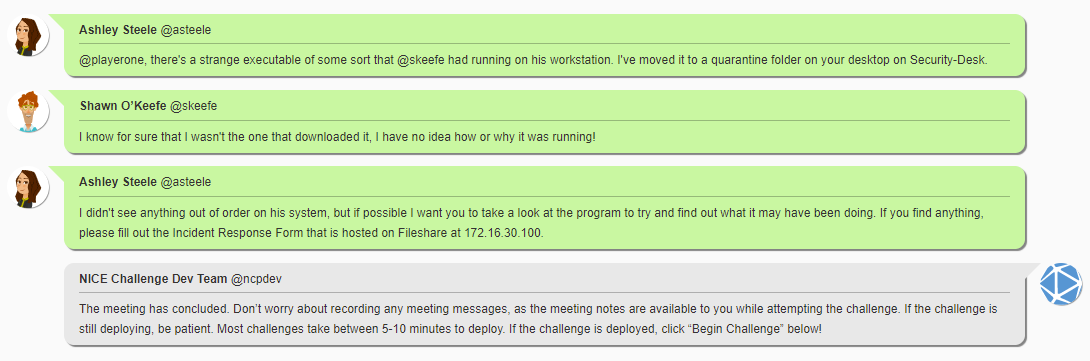 Ashley Steele @asteele
@playerone, there's a strange executable of some sort that @skeefe had running on his workstation. I've moved it to a quarantine folder on your desktop on Security-Desk.
Shawn O’Keefe @skeefe
I know for sure that I wasn't the one that downloaded it, I have no idea how or why it was running!
Ashley Steele @asteele
I didn't see anything out of order on his system, but if possible I want you to take a look at the program to try and find out what it may have been doing. If you find anything,
please fill out the Incident Response Form that is hosted on Fileshare at 172.16.30.100.
NICE Challenge Dev Team @ncpdev
The meeting has concluded. Don’t worry about recording any meeting messages, as the meeting notes are available to you while attempting the challenge. If the challenge is
still deploying, be patient. Most challenges take between 5-10 minutes to deploy. If the challenge is deployed, click “Begin Challenge” below!